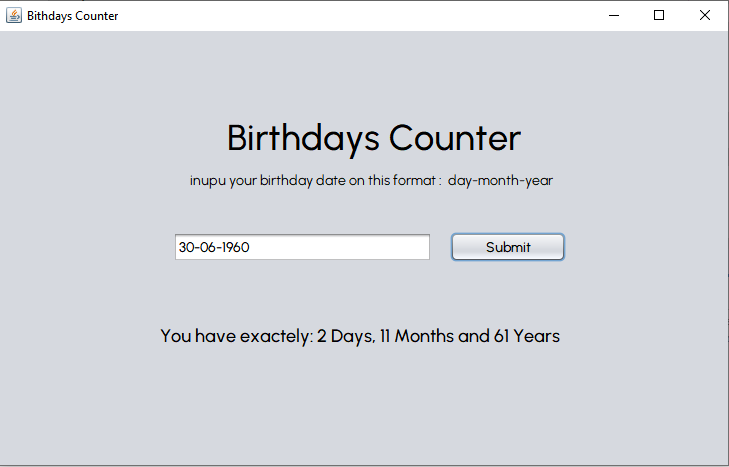 Bithdays Counter
Birthdays Counter
inupu your birthday date on this format :  day-month-year
30-06-1960 Submit
You have exactely: 2 Days, 11 Months and 61 Years